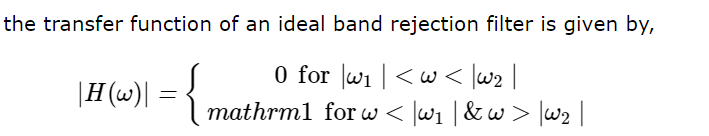 the transfer function of an ideal band rejection filter is given by,
|H(ω)| = { 0 for |ω₁ | < ω < |ω₂ |
mathrm1 for ω < |ω₁ | & ω > |ω₂ |